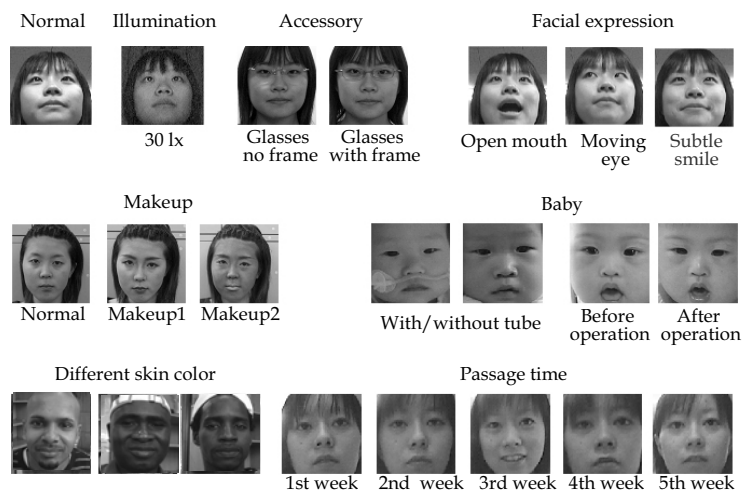 Normal
Illumination
Accessory
Facial expression
30 lx
Glasses
no frame
Glasses
with frame
Open mouth
Moving
eye
Subtle
smile
Makeup
Baby
Normal
Makeup1
Makeup2
With/without tube
Before
operation
After
operation
Different skin color
Passage time
1st week
2nd week
3rd week
4th week
5th week